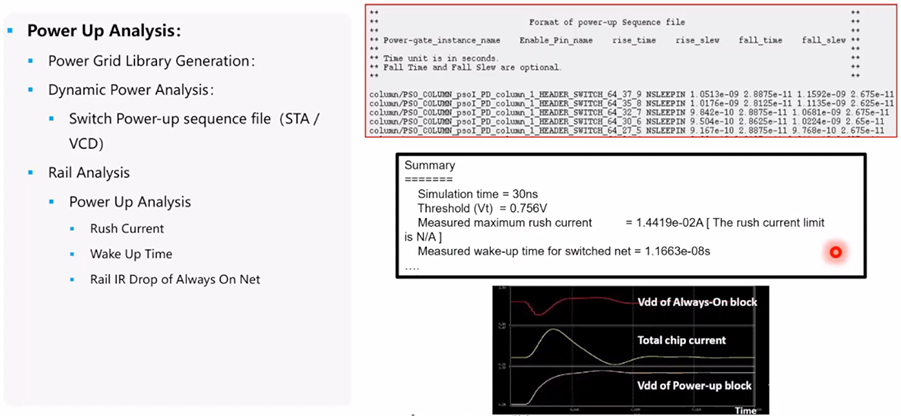 Power Up Analysis:
Power Grid Library Generation:
Dynamic Power Analysis:
Switch Power-up sequence file (STA /
VCD)
Rail Analysis
Power Up Analysis
Rush Current
Wake Up Time
Rail IR Drop of Always On Net
** **
** Format of power-up Sequence file **
** **
** Power-gate_instance_name Enable_Pin_name rise_time rise_slew fall_time fall_slew **
** **
** Time unit is in seconds. **
** Fall Time and Fall Slew are optional. **
** **
column/PSO_COLUMN_psoI_PD_column_1_HEADER_SWITCH_64_37_9 NSLEEPIN 1.0513e-09 2.8875e-11 1.1592e-09 2.675e-11
column/PSO_COLUMN_psoI_PD_column_1_HEADER_SWITCH_64_35_8 NSLEEPIN 1.0176e-09 2.8125e-11 1.1135e-09 2.625e-11
column/PSO_COLUMN_psoI_PD_column_1_HEADER_SWITCH_64_32_7 NSLEEPIN 9.842e-10 2.8875e-11 1.0681e-09 2.675e-11
column/PSO_COLUMN_psoI_PD_column_1_HEADER_SWITCH_64_30_6 NSLEEPIN 9.504e-10 2.8625e-11 1.0224e-09 2.65e-11
column/PSO_COLUMN_psoI_PD_column_1_HEADER_SWITCH_64_27_5 NSLEEPIN 9.167e-10 2.8875e-11 9.768e-10 2.675e-11
Summary
=======
Simulation time = 30ns
Threshold (Vt) = 0.756V
Measured maximum rush current = 1.4419e-02A [ The rush current limit
is N/A ]
Measured wake-up time for switched net = 1.1663e-08s
....
Vdd of Always-On block
Total chip current
Vdd of Power-up block
Time